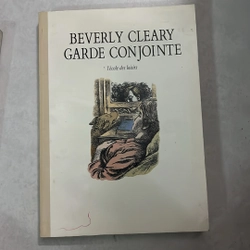 BEVERLY CLEARY
GARDE CONJOINTE
l'école des loisirs